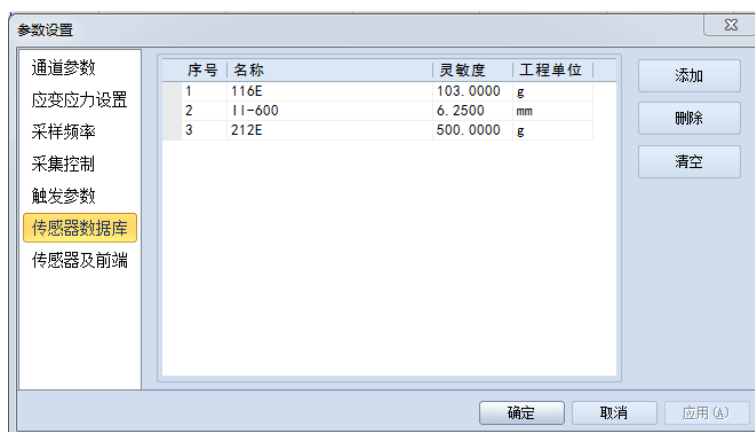 参数设置
通道参数
应变应力设置
采样频率
采集控制
触发参数
传感器数据库
传感器及前端
序号 名称 灵敏度 工程单位
1 116E 103.0000 g
2 II-600 6.2500 mm
3 212E 500.0000 g
添加
删除
清空
确定 取消 应用(A)